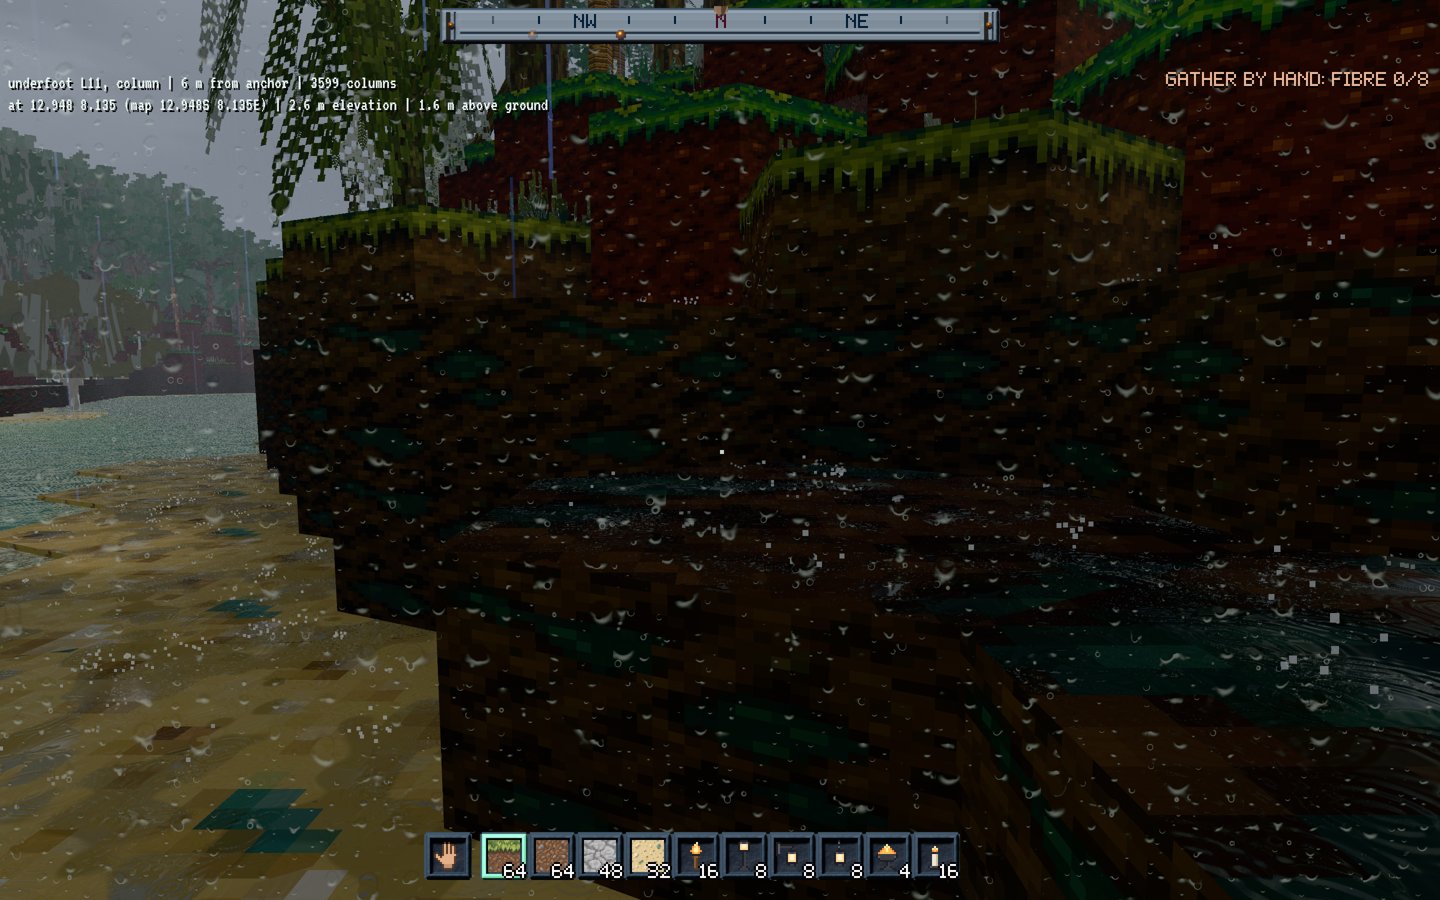 NW N NE
underfoot L11, column | 6 m from anchor | 3599 columns
GATHER BY HAND: FIBRE 0/8
at 12.948 8.135 (map 12.948S 8.135E) | 2.6 m elevation | 1.6 m above ground
64 64 48 32 16 8 8 8 4 16